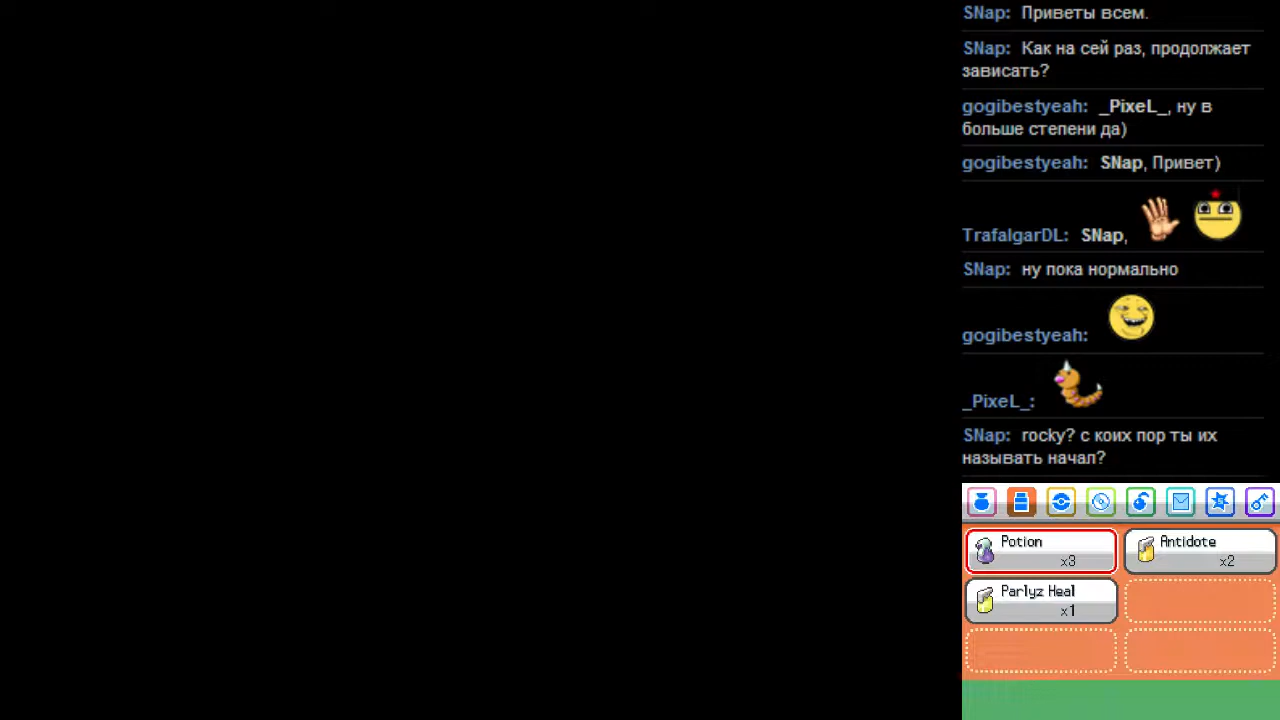 SNap: Приветы всем.
SNap: Как на сей раз, продолжает
зависать?
gogibestyeah: _PixeL_, ну в
больше степени да)
gogibestyeah: SNap, Привет)
TrafalgarDL: SNap,
SNap: ну пока нормально
gogibestyeah:
_PixeL_:
SNap: rocky? с коих пор ты их
называть начал?
Potion
x3
Antidote
x2
Parlyz Heal
x1